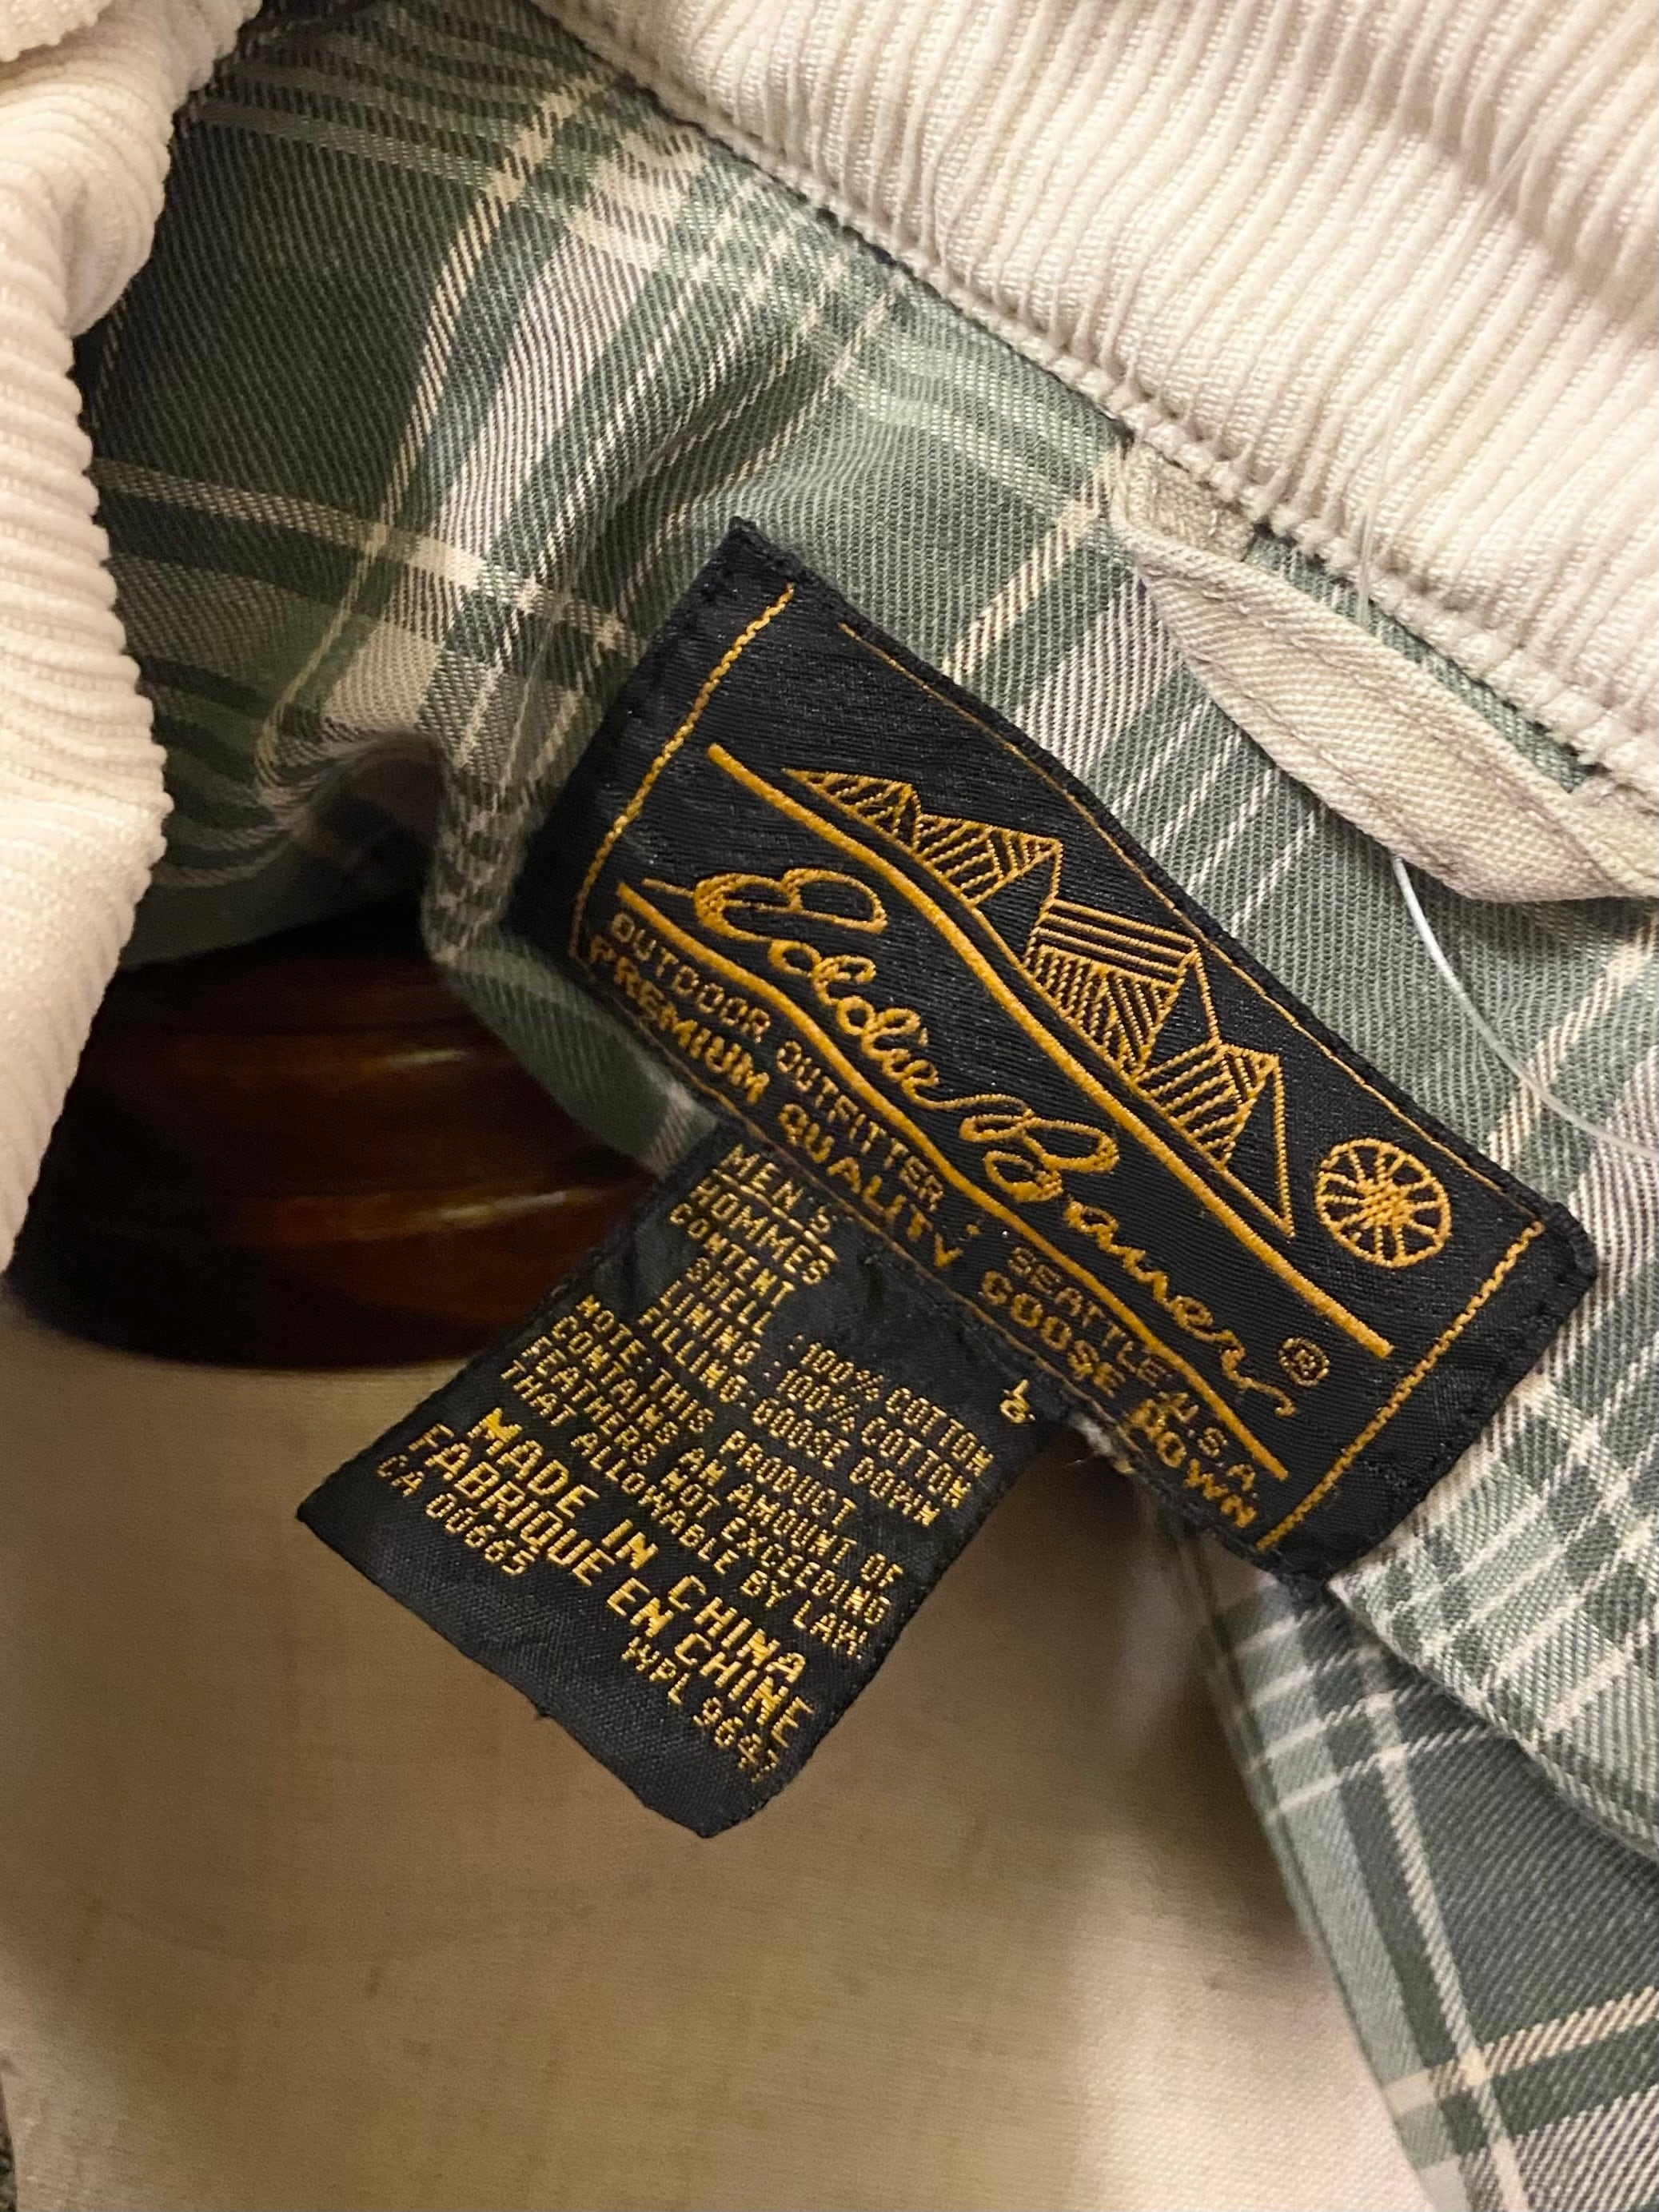 Eddie Bauer®
OUTDOOR OUTFITTER : SEATTLE, U.S.A.
PREMIUM QUALITY GOOSE DOWN
MEN'S
HOMMES
CONTENT
SHELL : 100% COTTON
LINING : 100% COTTON
FILLING: GOOSE DOWN
NOTE: THIS PRODUCT
CONTAINS AN AMOUNT OF
FEATHERS NOT EXCEEDING
THAT ALLOWABLE BY LAW.
MADE IN CHINA
FABRIQUE EN CHINE
CA 00665 WPL 9647